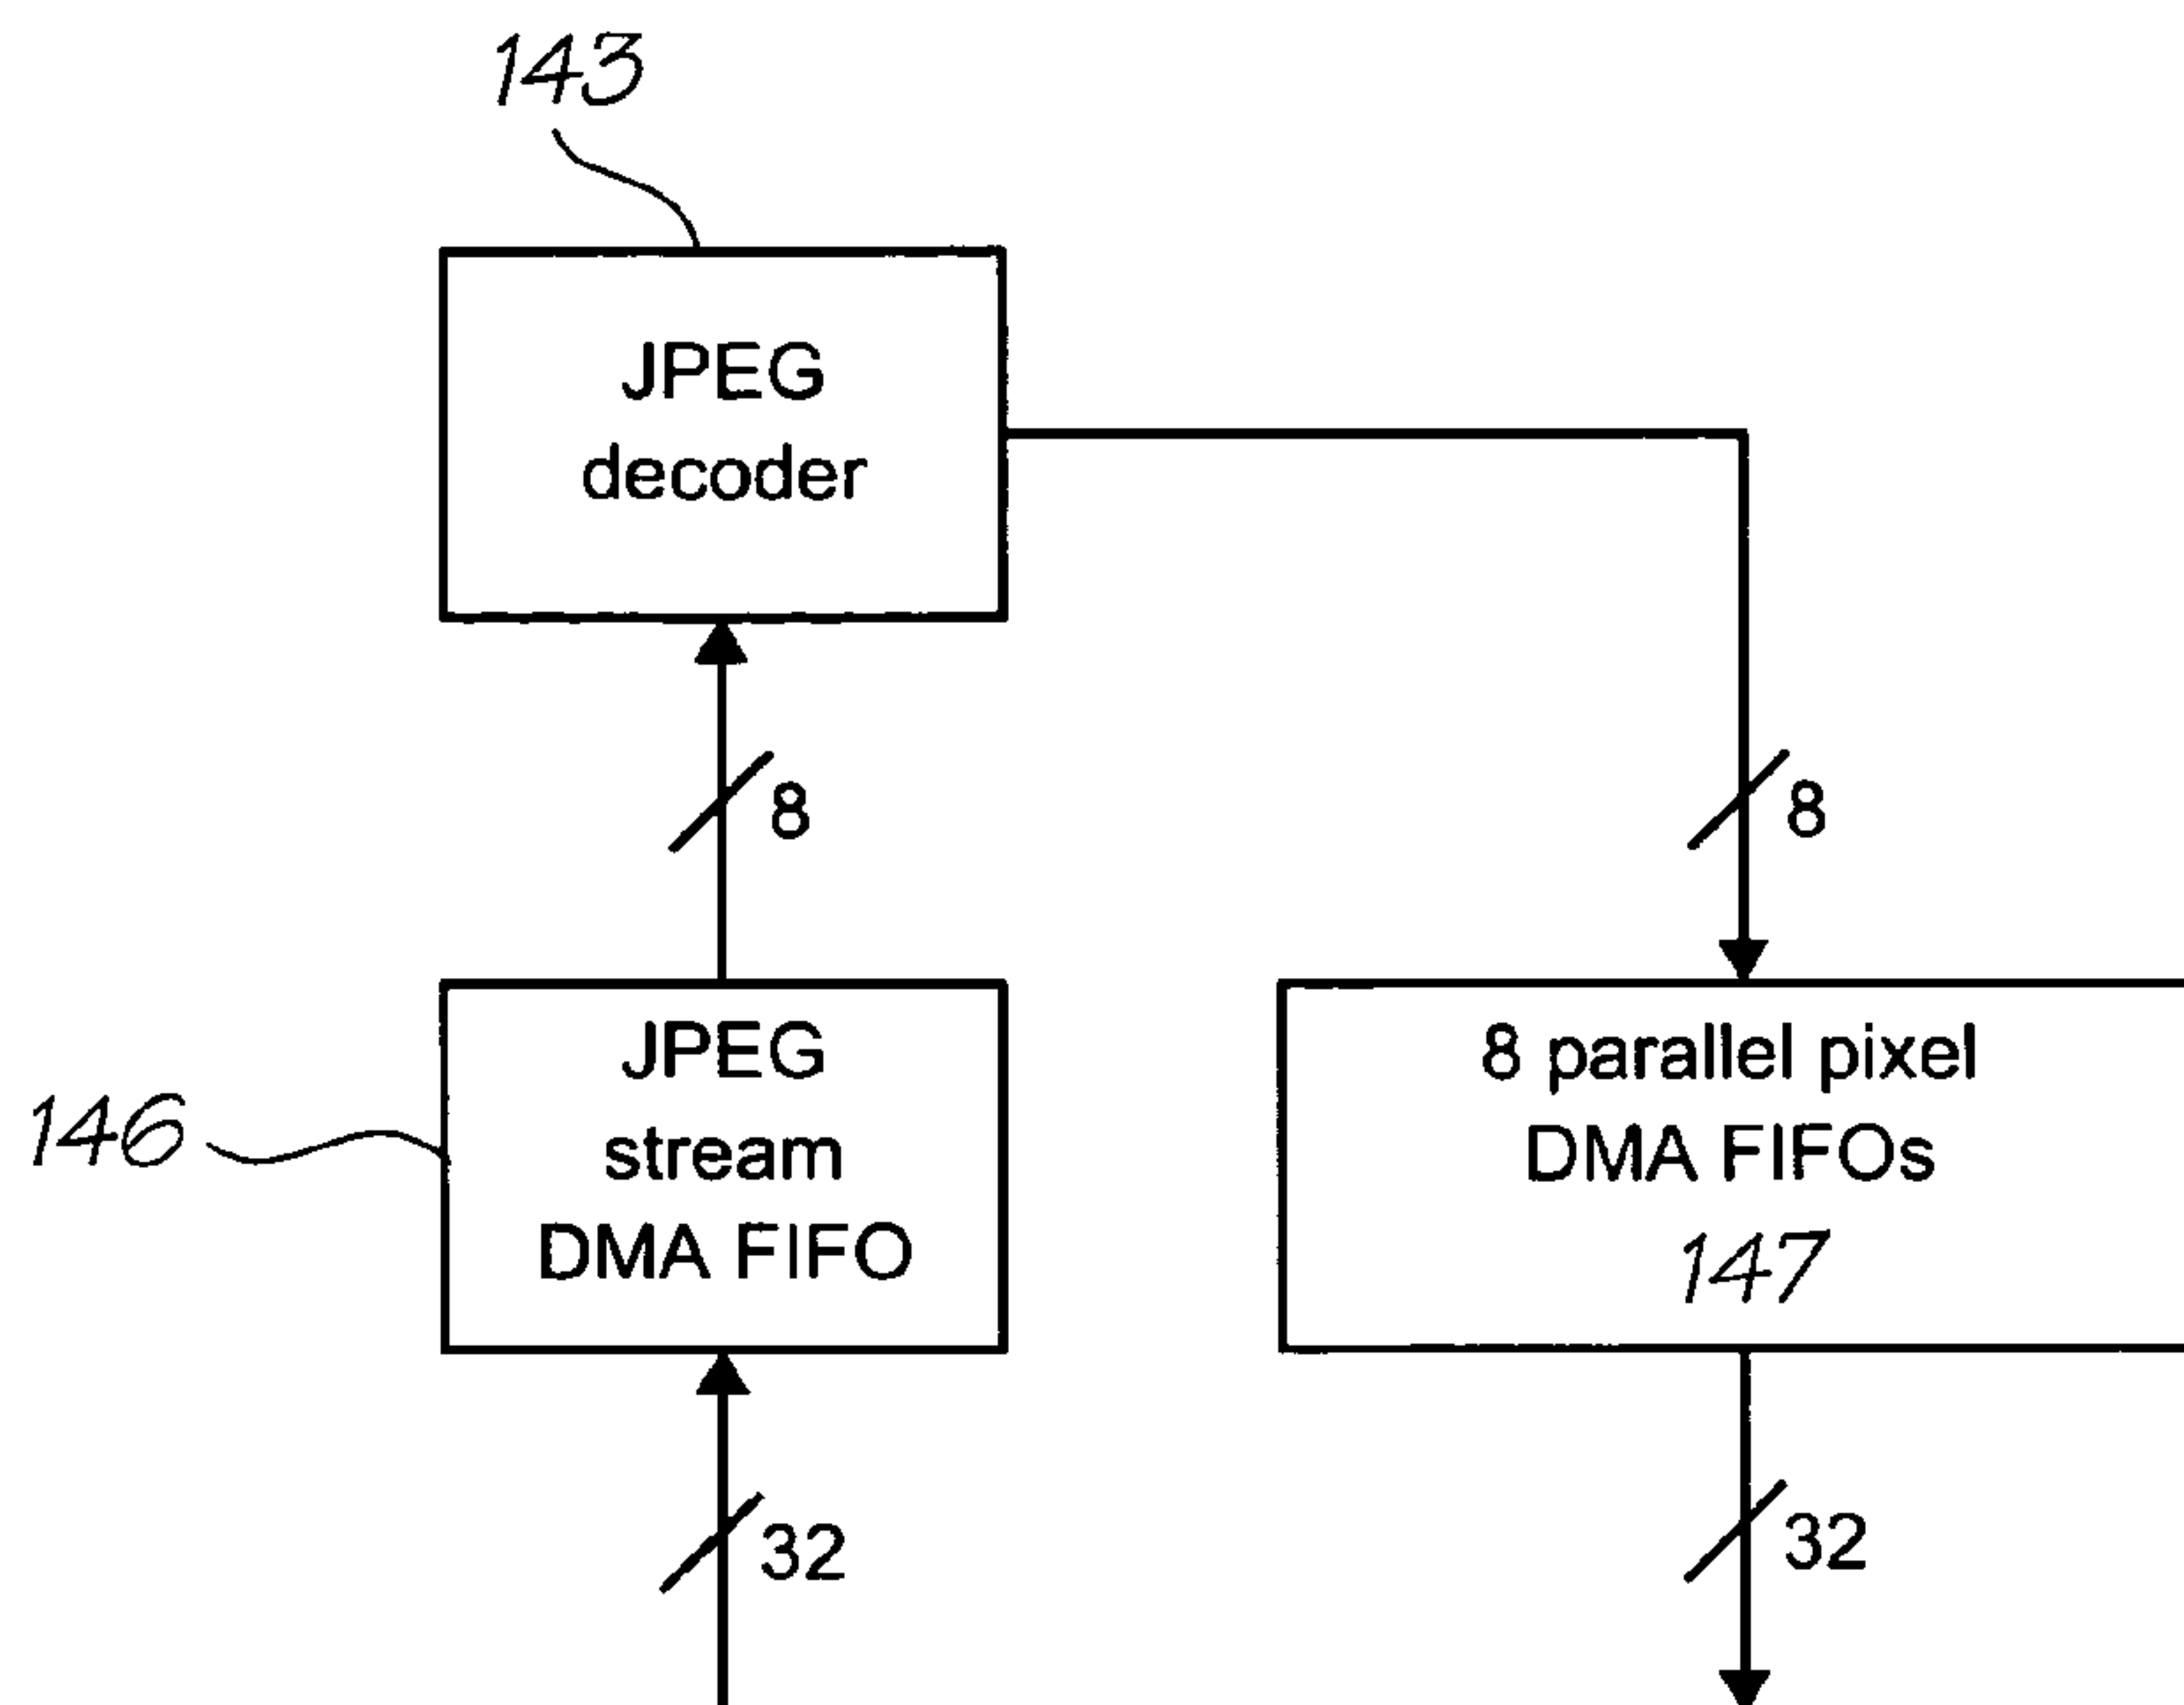 143
JPEG
decoder
8
8
JPEG
stream
DMA FIFO
146
8 parallel pixel
DMA FIFOs
147
32
32